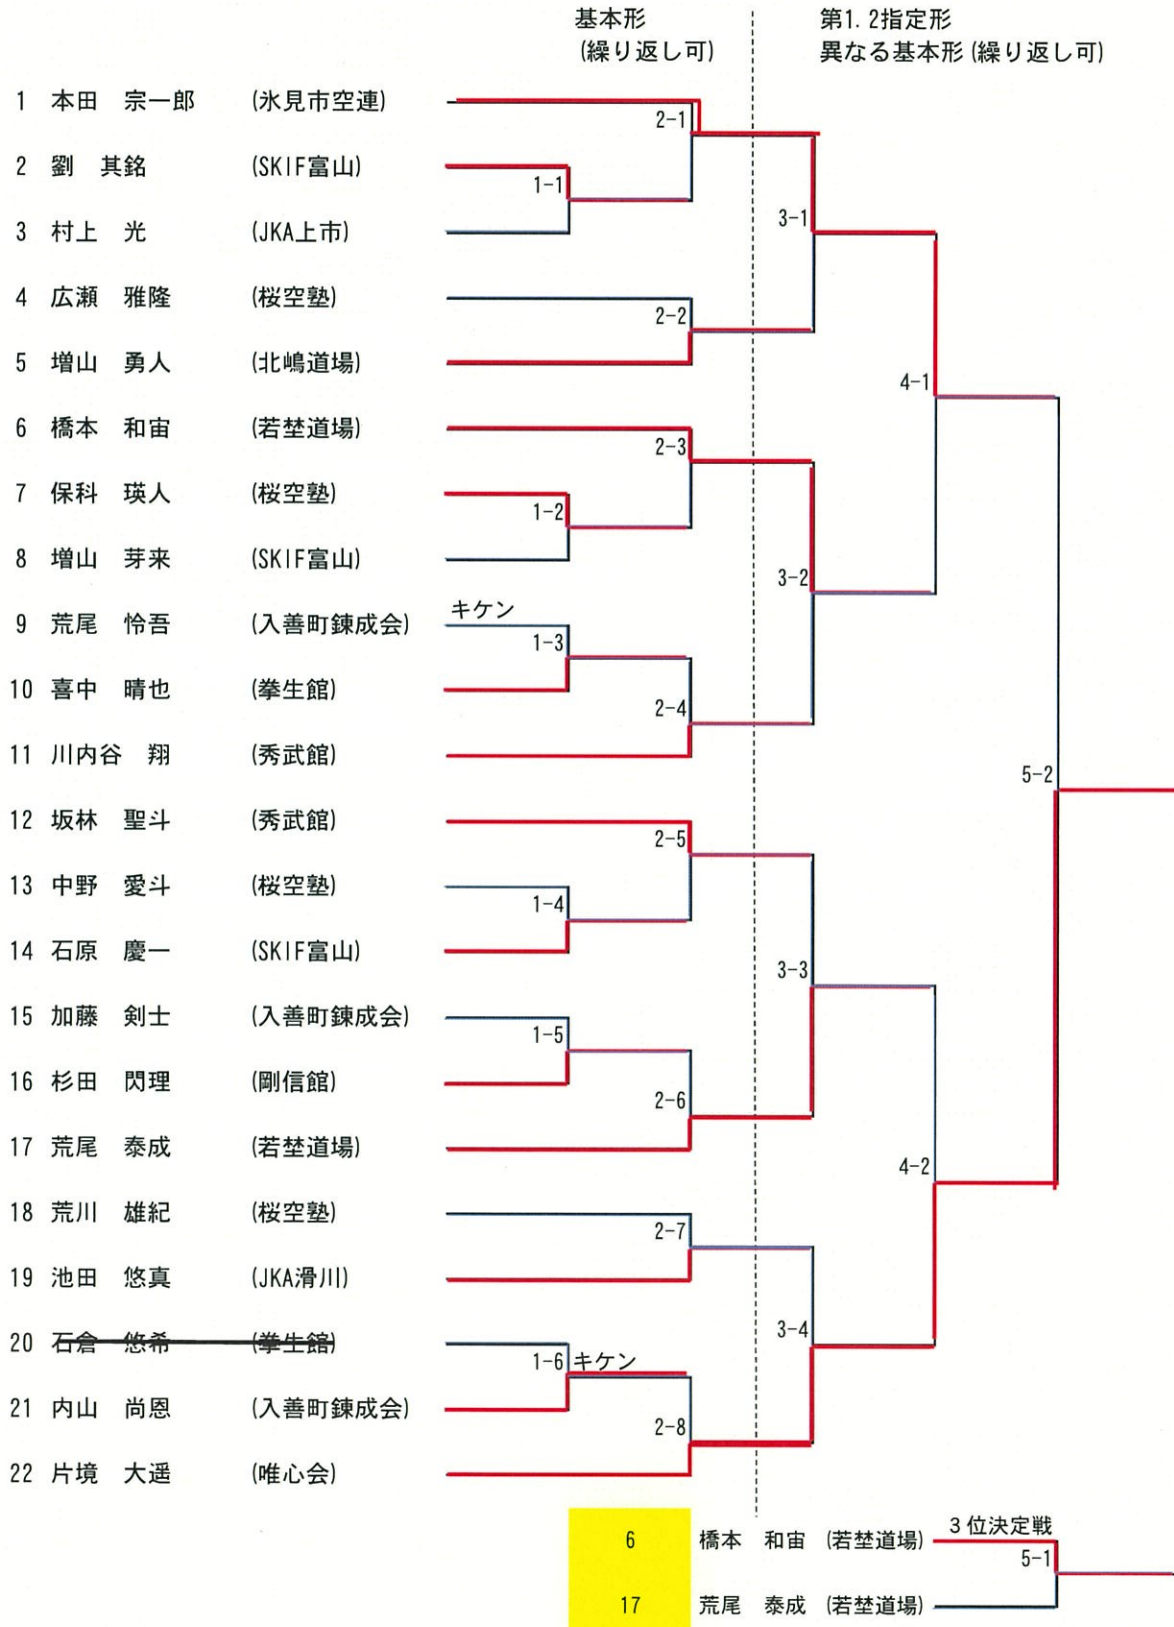 基本形
(繰り返し可)
第1.2指定形
異なる基本形(繰り返し可)
1 本田 宗一郎 (氷見市空連)
2-1
2 劉 其銘 (SKIF富山)
1-1
3 村上 光 (JKA上市)
3-1
4 広瀬 雅隆 (桜空塾)
2-2
5 増山 勇人 (北嶋道場)
4-1
6 橋本 和宙 (若埜道場)
2-3
7 保科 瑛人 (桜空塾)
1-2
8 増山 芽来 (SKIF富山)
3-2
9 荒尾 怜吾 (入善町錬成会) キケン
1-3
10 喜中 晴也 (拳生館)
2-4
11 川内谷 翔 (秀武館)
5-2
12 坂林 聖斗 (秀武館)
2-5
13 中野 愛斗 (桜空塾)
1-4
14 石原 慶一 (SKIF富山)
3-3
15 加藤 剣士 (入善町錬成会)
1-5
16 杉田 閃理 (剛信館)
2-6
17 荒尾 泰成 (若埜道場)
4-2
18 荒川 雄紀 (桜空塾)
2-7
19 池田 悠真 (JKA滑川)
3-4
20 石倉 悠希 (拳生館)
1-6 キケン
21 内山 尚恩 (入善町錬成会)
2-8
22 片境 大遥 (唯心会)
3位決定戦
6 橋本 和宙 (若埜道場)
5-1
17 荒尾 泰成 (若埜道場)